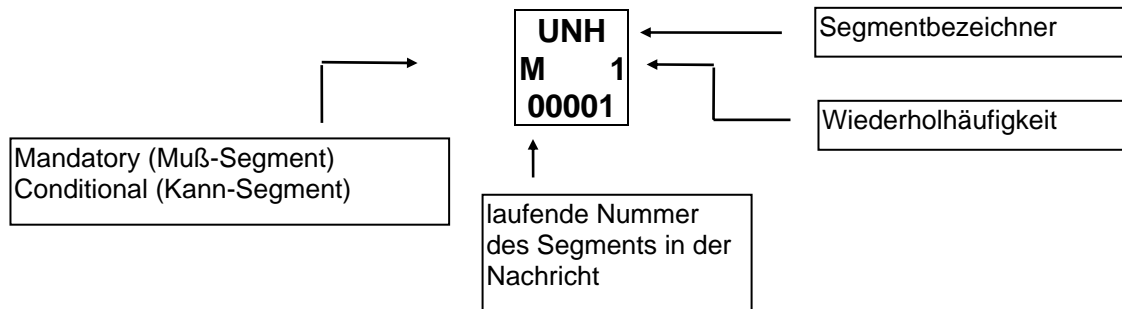 UNH
M 1
00001
Segmentbezeichner
Wiederholhäufigkeit
Mandatory (Muß-Segment)
Conditional (Kann-Segment)
laufende Nummer
des Segments in der
Nachricht